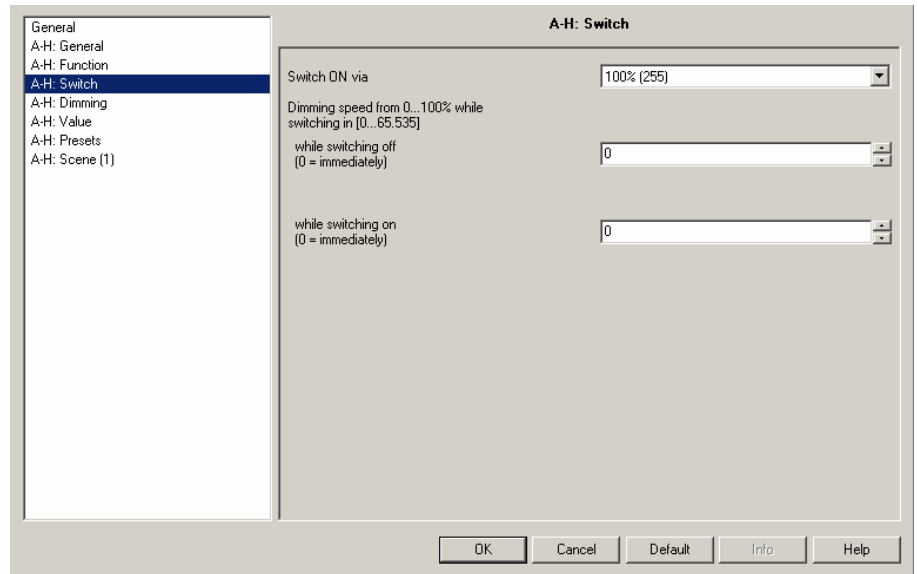 General
A-H: General
A-H: Function
A-H: Switch
A-H: Dimming
A-H: Value
A-H: Presets
A-H: Scene (1)
A-H: Switch
Switch ON via
100% (255)
Dimming speed from 0...100% while
switching in [0...65.535]
while switching off
(0 = immediately)
0
while switching on
(0 = immediately)
0
OK
Cancel
Default
Info
Help